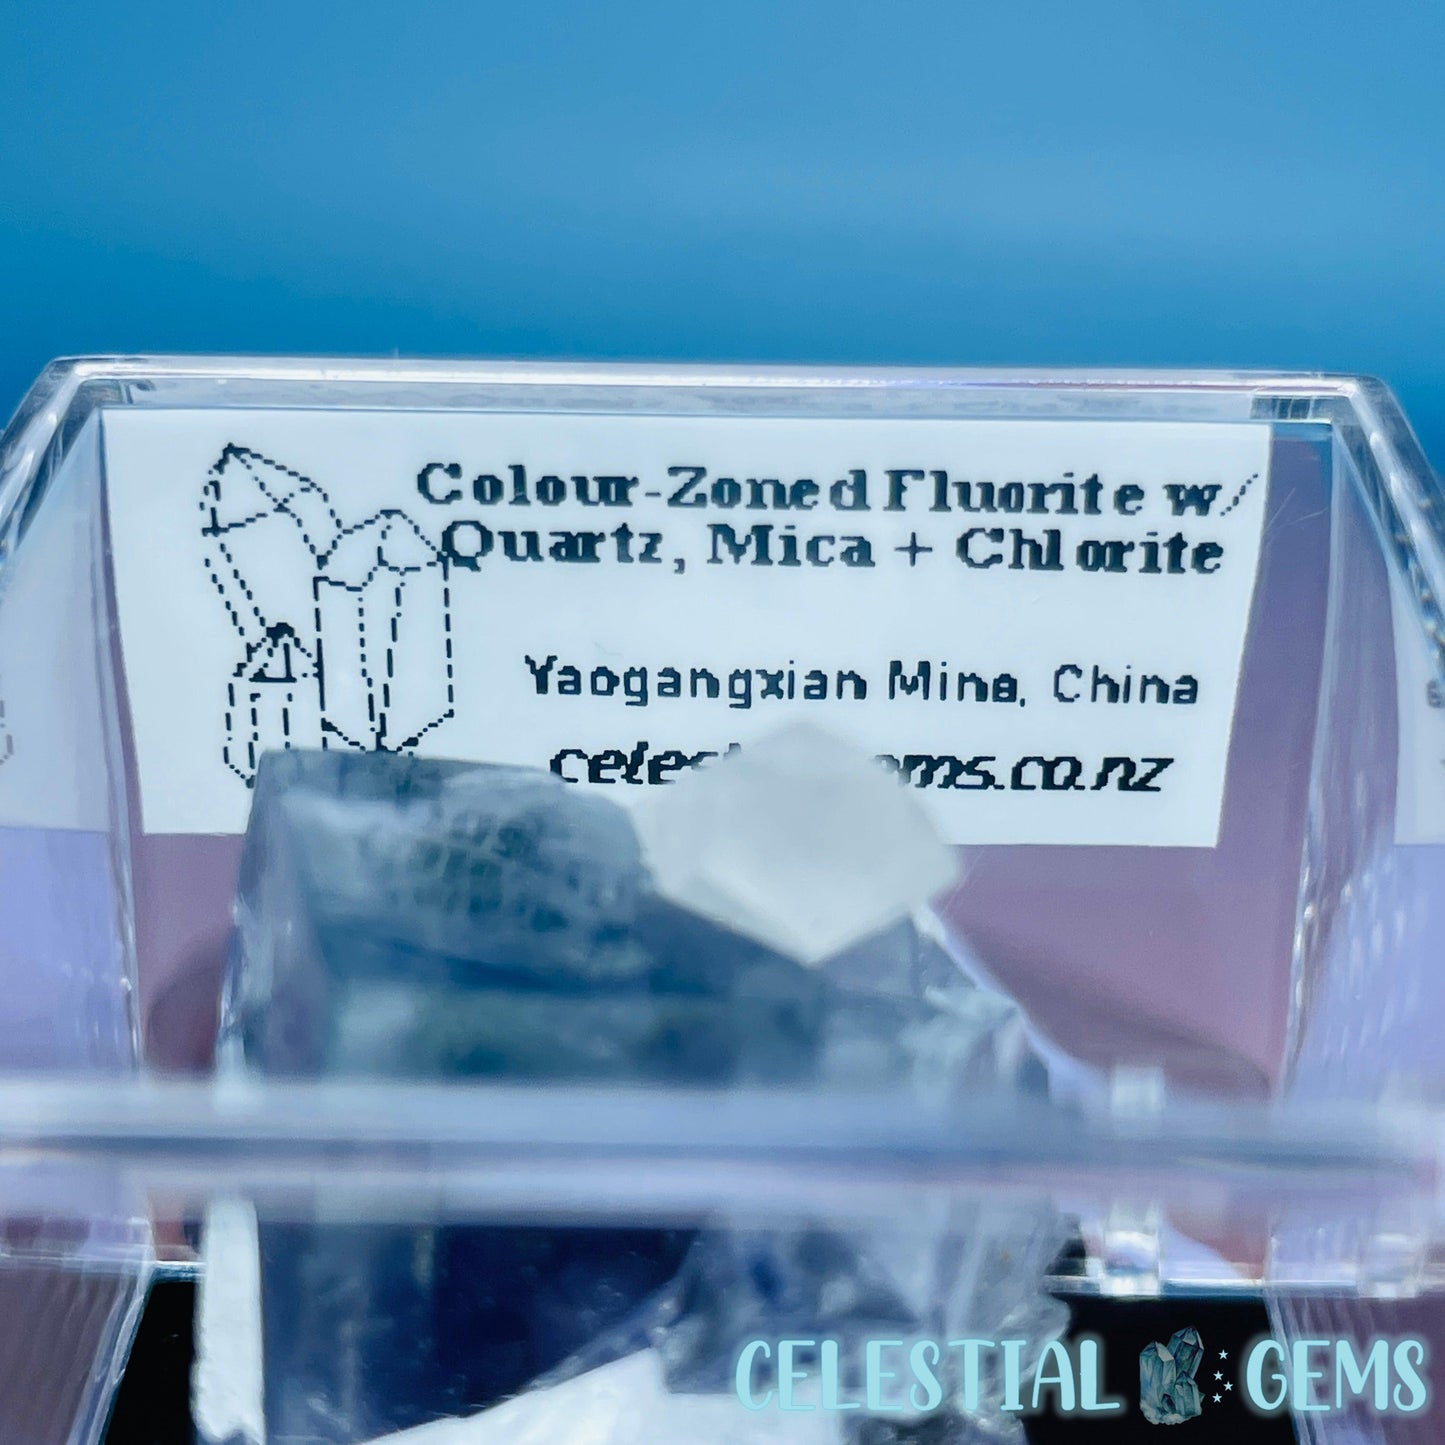 Colour-Zoned Fluorite w/
Quartz, Mica + Chlorite
Yaogangxian Mine, China
CELESTIAL GEMS